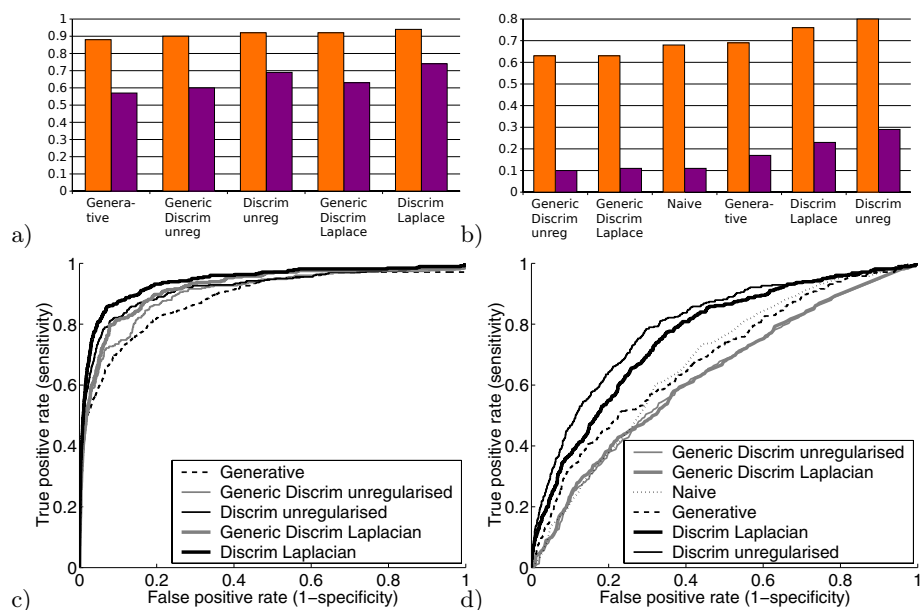 1
0.9
0.8
0.7
0.6
0.5
0.4
0.3
0.2
0.1
0
Genera-
tive
Generic
Discrim
unreg
Discrim
unreg
Generic
Discrim
Laplace
Discrim
Laplace
a)
0.8
0.7
0.6
0.5
0.4
0.3
0.2
0.1
0
Generic
Discrim
unreg
Generic
Discrim
Laplace
Naive
Genera-
tive
Discrim
Laplace
Discrim
unreg
b)
1
0.8
0.6
0.4
0.2
0
True positive rate (sensitivity)
Generative
Generic Discrim unregularised
Discrim unregularised
Generic Discrim Laplacian
Discrim Laplacian
0 0.2 0.4 0.6 0.8 1
False positive rate (1−specificity)
c)
1
0.8
0.6
0.4
0.2
0
True positive rate (sensitivity)
Generic Discrim unregularised
Generic Discrim Laplacian
Naive
Generative
Discrim Laplacian
Discrim unregularised
0 0.2 0.4 0.6 0.8 1
False positive rate (1−specificity)
d)